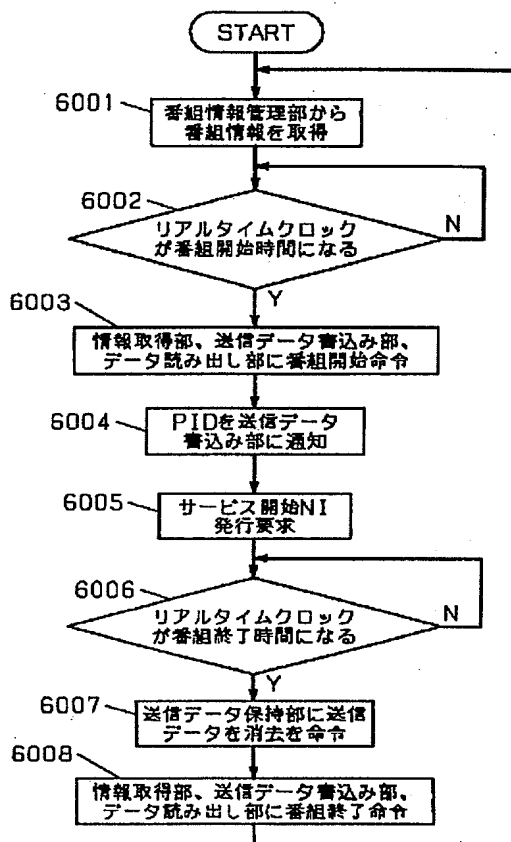 START
6001
番組情報管理部から
番組情報を取得
6002
リアルタイムクロック
が番組開始時間になる
N
Y
6003
情報取得部、送信データ書込み部、
データ読み出し部に番組開始命令
6004
PIDを送信データ
書込み部に通知
6005
サービス開始NI
発行要求
6006
リアルタイムクロック
が番組終了時間になる
N
Y
6007
送信データ保持部に送信
データを消去を命令
6008
情報取得部、送信データ書込み部、
データ読み出し部に番組終了命令